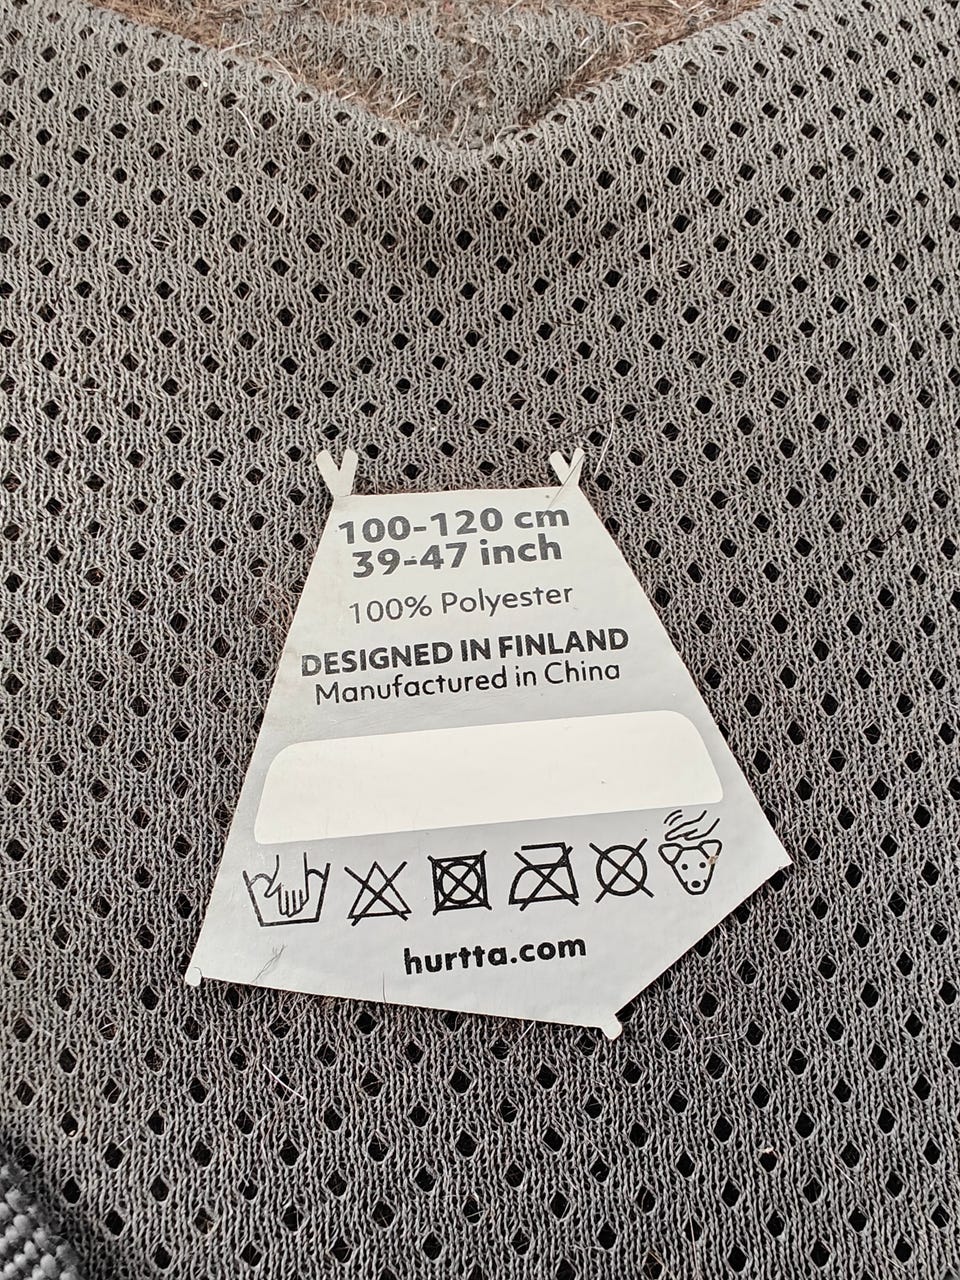 100-120 cm
39-47 inch
100% Polyester
DESIGNED IN FINLAND
Manufactured in China
hurtta.com